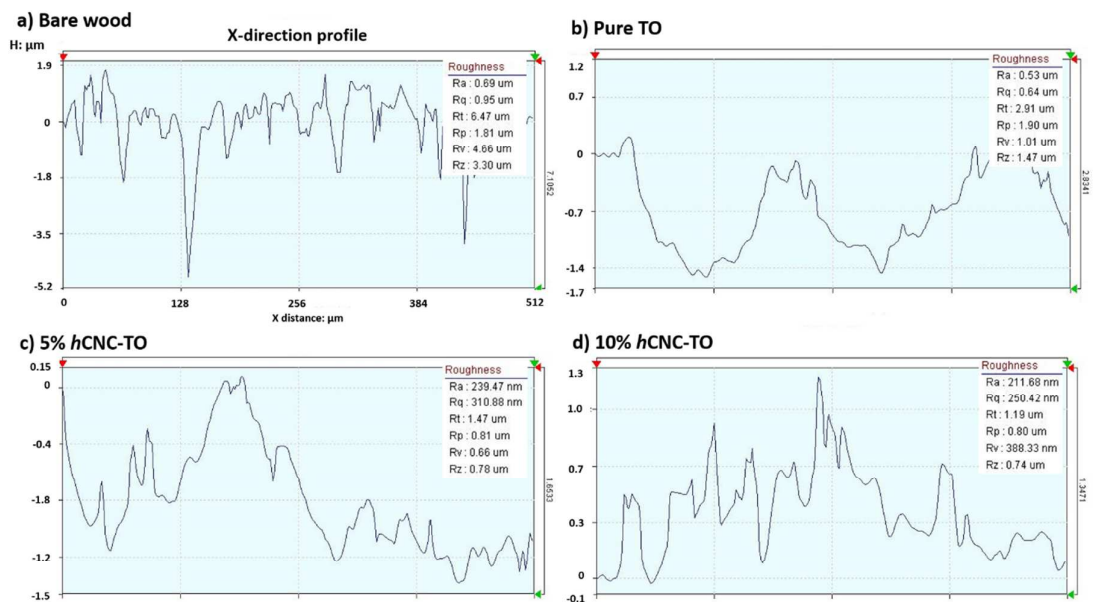 a) Bare wood
X-direction profile
H: µm
1.9
0
-1.8
-3.5
-5.2
0
128
256
384
512
X distance: µm
Roughness
Ra : 0.69 um
Rq : 0.95 um
Rt : 6.47 um
Rp : 1.81 um
Rv : 4.66 um
Rz : 3.30 um
7.1052
b) Pure TO
1.2
0.7
0
-0.7
-1.4
-1.7
Roughness
Ra : 0.53 um
Rq : 0.64 um
Rt : 2.91 um
Rp : 1.90 um
Rv : 1.01 um
Rz : 1.47 um
2.8341
c) 5% hCNC-TO
0.15
0
-0.4
-1.8
-1.2
-1.5
Roughness
Ra : 239.47 nm
Rq : 310.88 nm
Rt : 1.47 um
Rp : 0.81 um
Rv : 0.66 um
Rz : 0.78 um
1.6533
d) 10% hCNC-TO
1.3
1.0
0.7
0.3
0
-0.1
Roughness
Ra : 211.68 nm
Rq : 250.42 nm
Rt : 1.19 um
Rp : 0.80 um
Rv : 388.33 nm
Rz : 0.74 um
1.3471